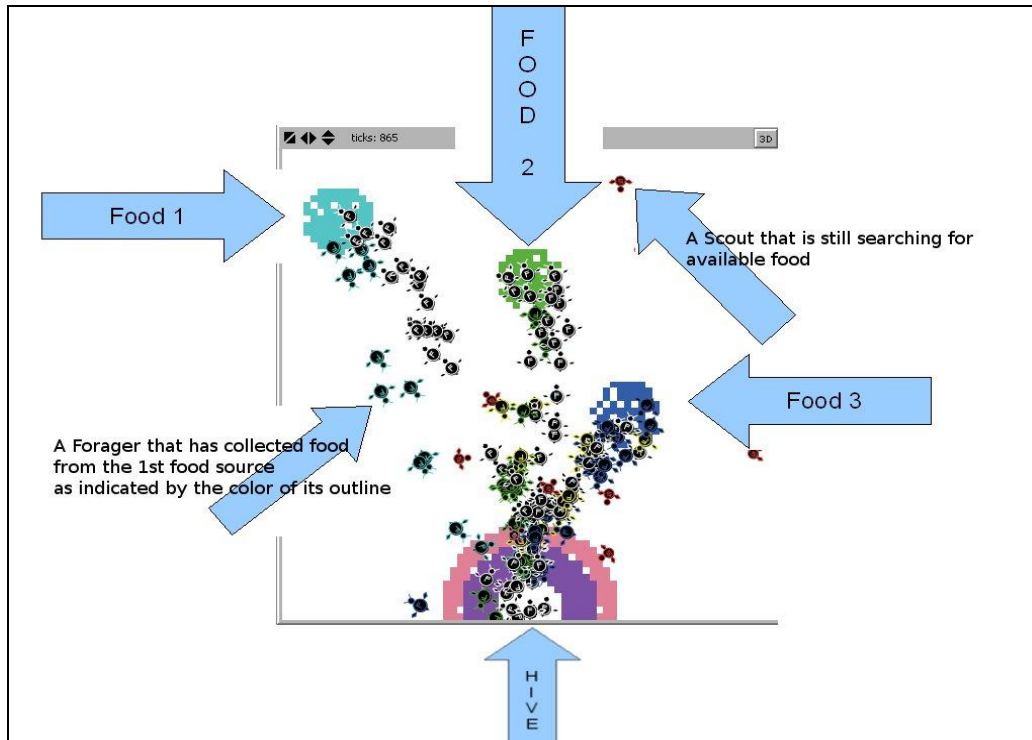 F
O
O
D
2
ticks: 865
3D
Food 1
A Scout that is still searching for
available food
Food 3
A Forager that has collected food
from the 1st food source
as indicated by the color of its outline
H
I
V
E